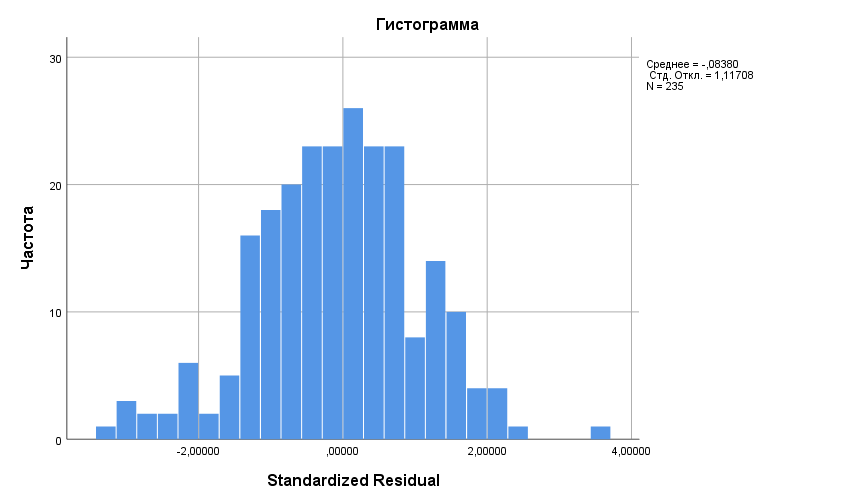 Гистограмма
Среднее = -,08380
Стд. Откл. = 1,11708
N = 235
Частота
30
20
10
0
-2,00000
,00000
2,00000
4,00000
Standardized Residual